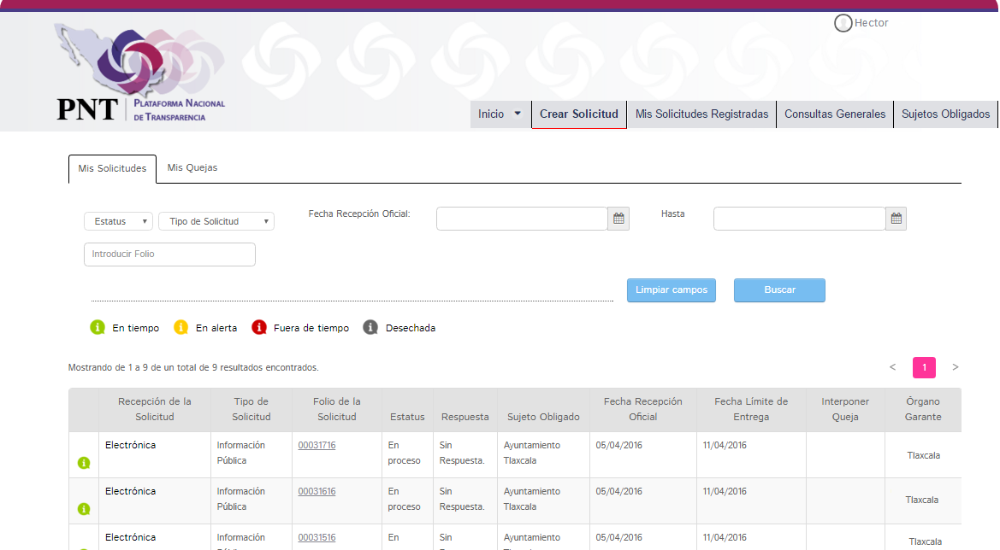 Hector
PNT
PLATAFORMA NACIONAL
DE TRANSPARENCIA
Inicio Crear Solicitud Mis Solicitudes Registradas Consultas Generales Sujetos Obligados
Mis Solicitudes Mis Quejas
Estatus Tipo de Solicitud Fecha Recepción Oficial: Hasta
Introducir Folio
Limpiar campos Buscar
En tiempo En alerta Fuera de tiempo Desechada
Mostrando de 1 a 9 de un total de 9 resultados encontrados. < 1 >
Recepción de la Tipo de Folio de la Fecha Recepción Fecha Límite de Interponer Órgano
Solicitud Solicitud Solicitud Estatus Respuesta Sujeto Obligado Oficial Entrega Queja Garante
Electrónica Información 00031716 En Sin Ayuntamiento 05/04/2016 11/04/2016 Tlaxcala
Pública proceso Respuesta. Tlaxcala
Electrónica Información 00031616 En Sin Ayuntamiento 05/04/2016 11/04/2016 Tlaxcala
Pública proceso Respuesta. Tlaxcala
Electrónica Información 00031516 En Sin Ayuntamiento 05/04/2016 11/04/2016 Tlaxcala